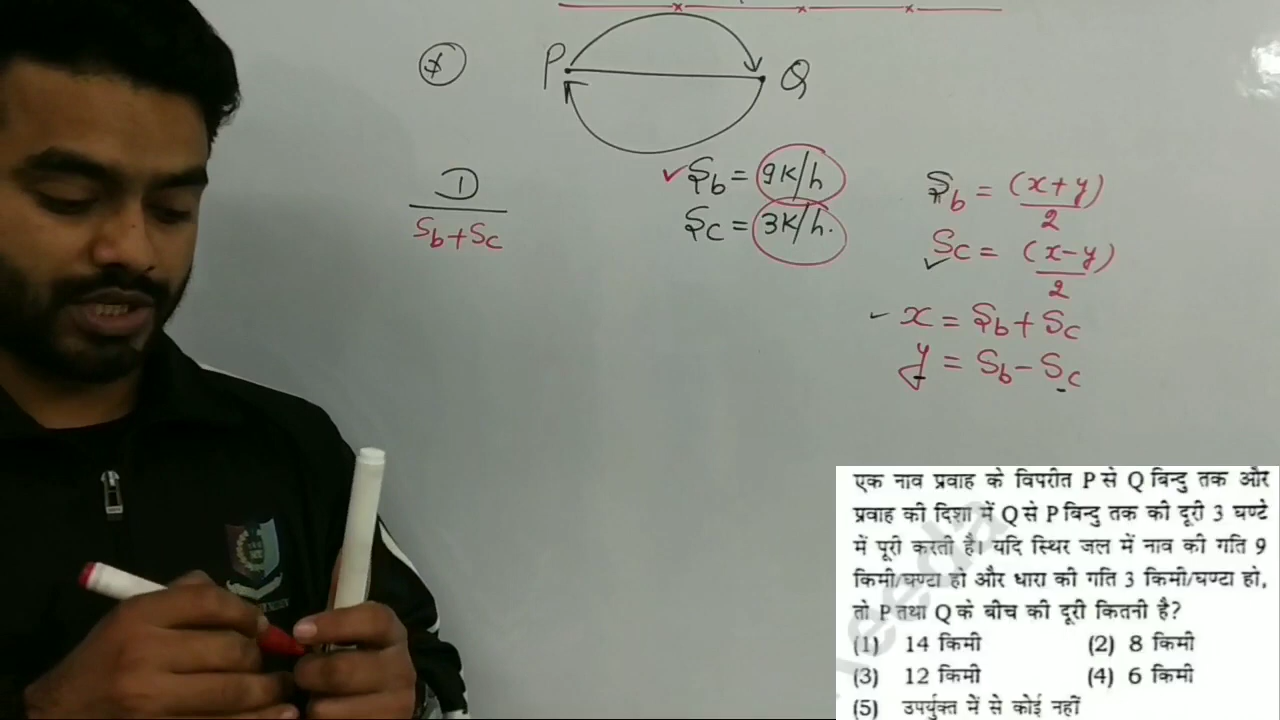 P
Q
D
Sb+Sc
Sb = 9K/h
Sc = 3K/h.
Sb = (x+y)
2
Sc = (x-y)
2
x = Sb + Sc
y = Sb - Sc
एक नाव प्रवाह के विपरीत P से Q बिन्दु तक और
प्रवाह की दिशा में Q से P बिन्दु तक की दूरी 3 घण्टे
में पूरी करती है। यदि स्थिर जल में नाव की गति 9
किमी/घण्टा हो और धारा की गति 3 किमी/घण्टा हो,
तो P तथा Q के बीच की दूरी कितनी है?
(1) 14 किमी (2) 8 किमी
(3) 12 किमी (4) 6 किमी
(5) उपर्युक्त में से कोई नहीं